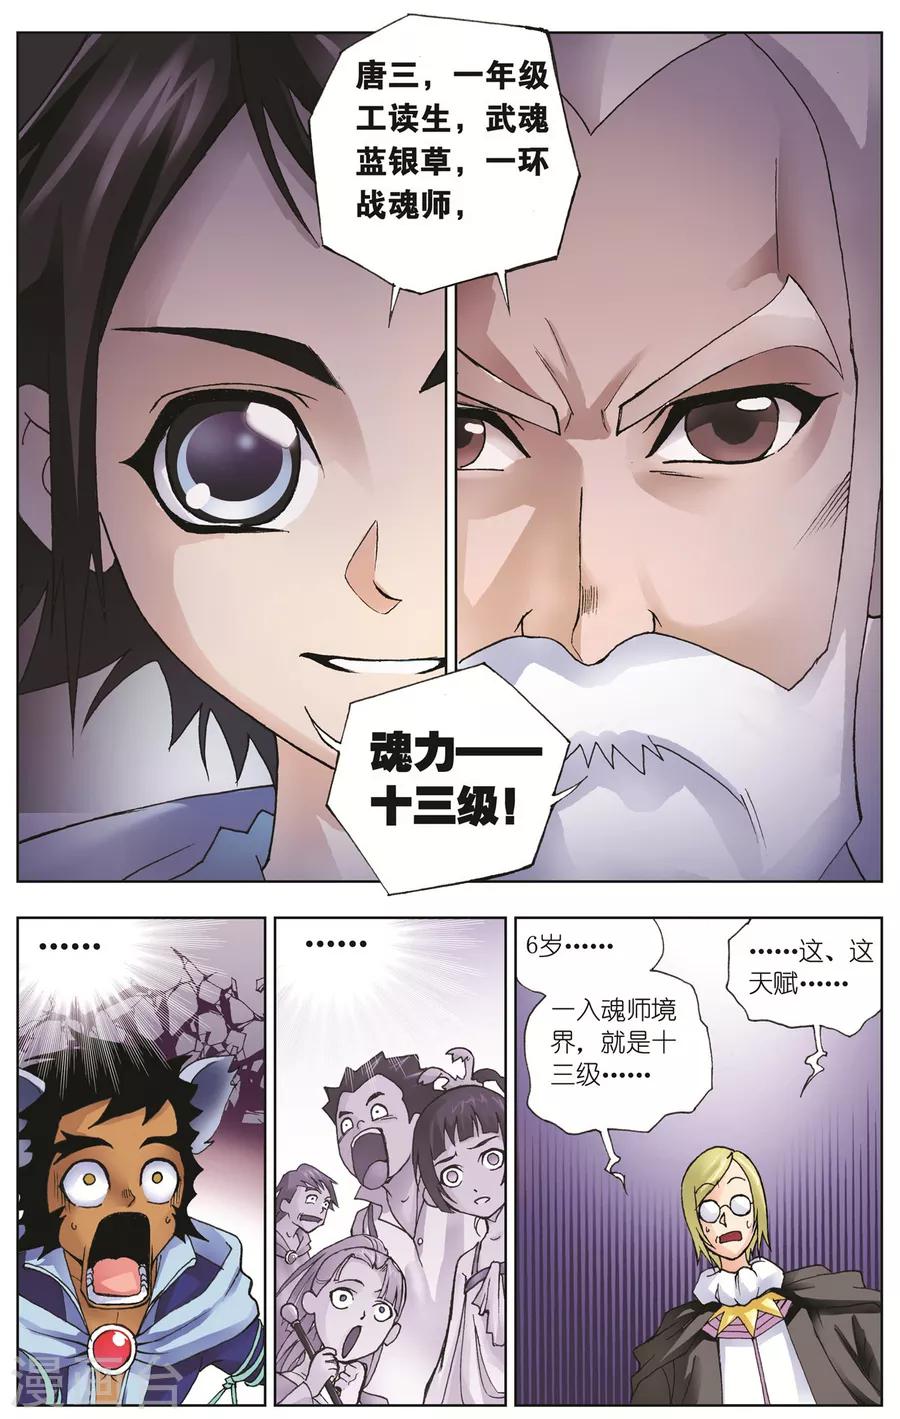 唐三，一年级
工读生，武魂
蓝银草，一环
战魂师，
魂力——
十三级！
……
……
6岁……
一入魂师境
界，就是十
三级……
……这、这
天赋……
漫画台